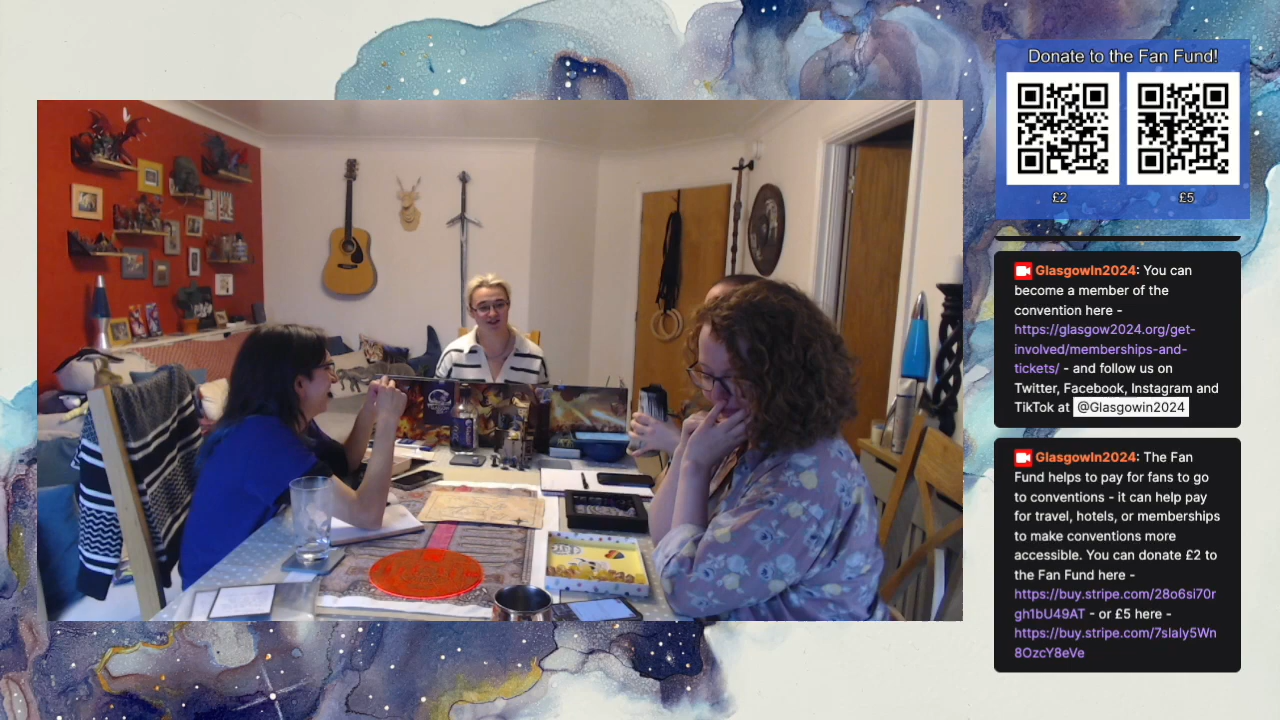 Donate to the Fan Fund!
£2
£5
GlasgowIn2024: You can
become a member of the
convention here -
https://glasgow2024.org/get-
involved/memberships-and-
tickets/ - and follow us on
Twitter, Facebook, Instagram and
TikTok at @Glasgowin2024
GlasgowIn2024: The Fan
Fund helps to pay for fans to go
to conventions - it can help pay
for travel, hotels, or memberships
to make conventions more
accessible. You can donate £2 to
the Fan Fund here -
https://buy.stripe.com/28o6si70r
gh1bU49AT - or £5 here -
https://buy.stripe.com/7sIaIy5Wn
8OzcY8eVe